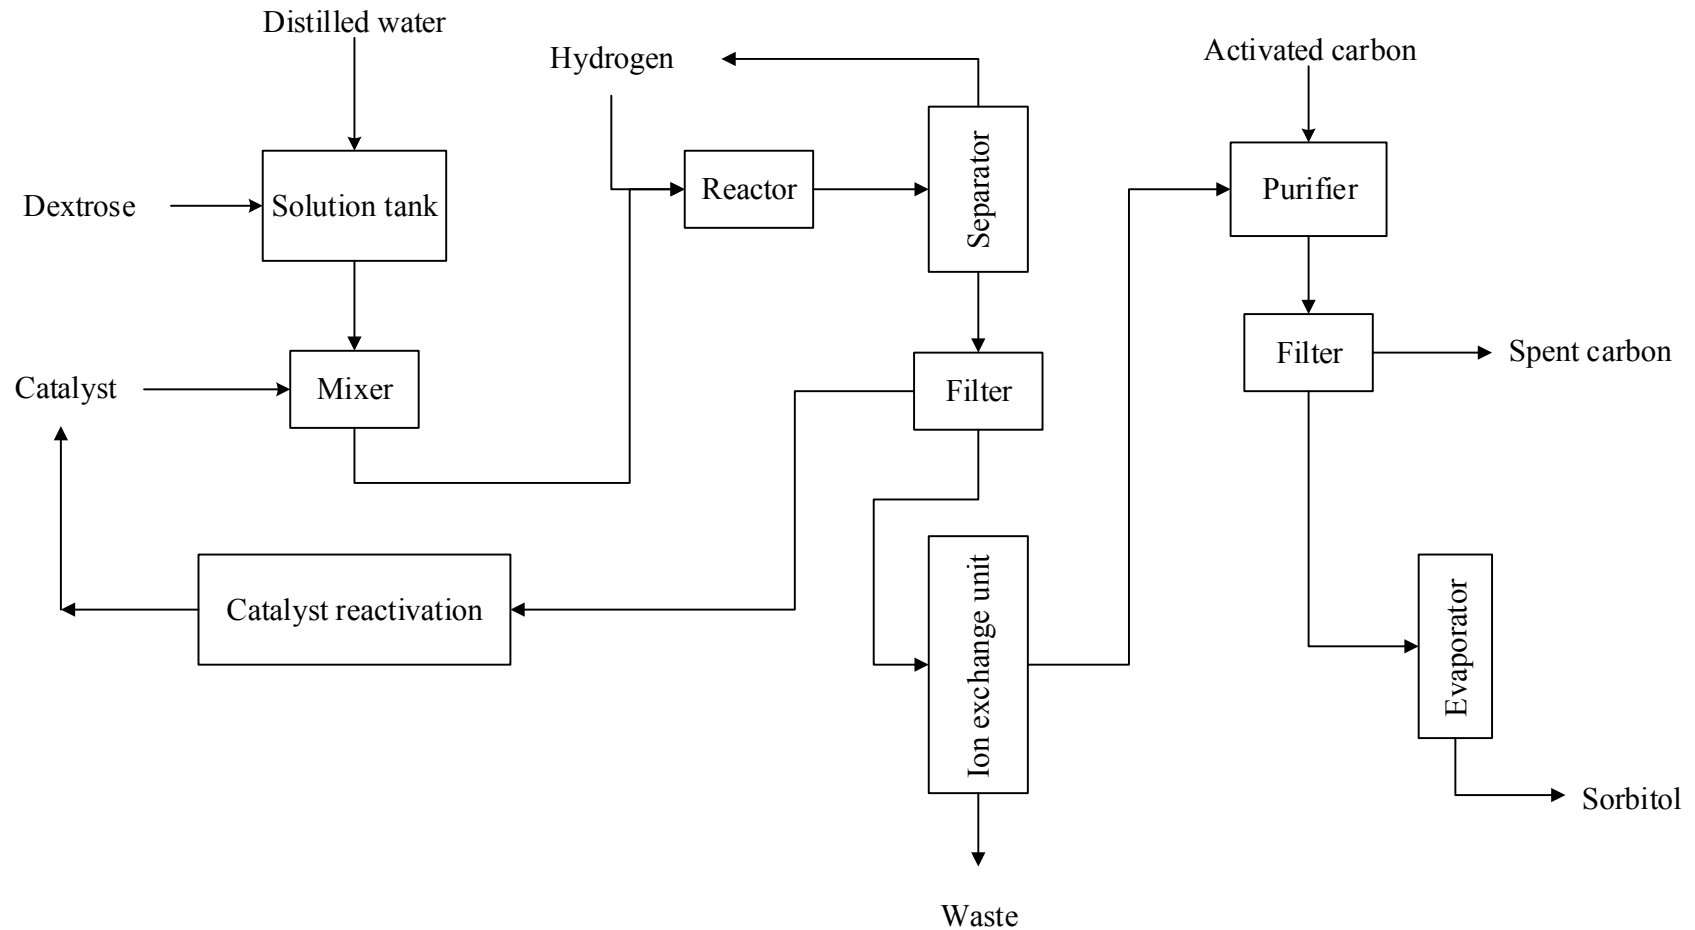 Distilled water
Hydrogen
Activated carbon
Dextrose
Solution tank
Reactor
Separator
Purifier
Catalyst
Mixer
Filter
Filter
Spent carbon
Catalyst reactivation
Ion exchange unit
Evaporator
Sorbitol
Waste